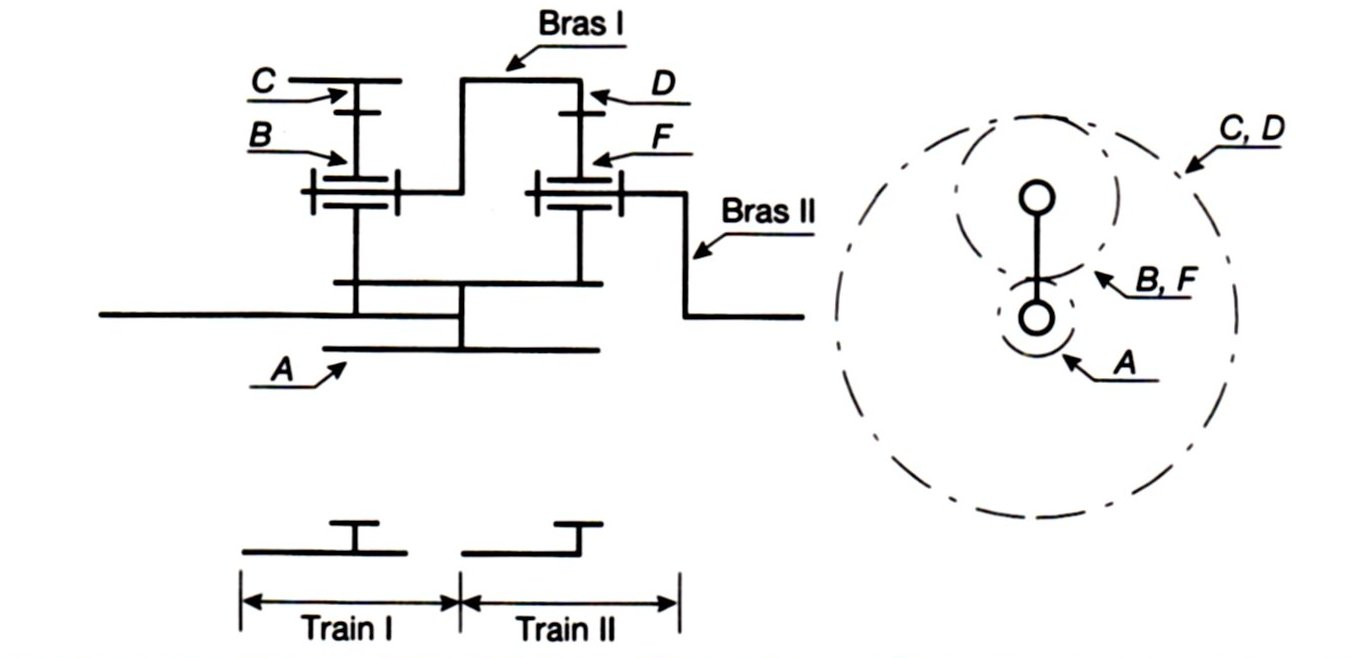 Bras I
C
D
B
F
C, D
Bras II
B, F
A
A
Train I
Train II